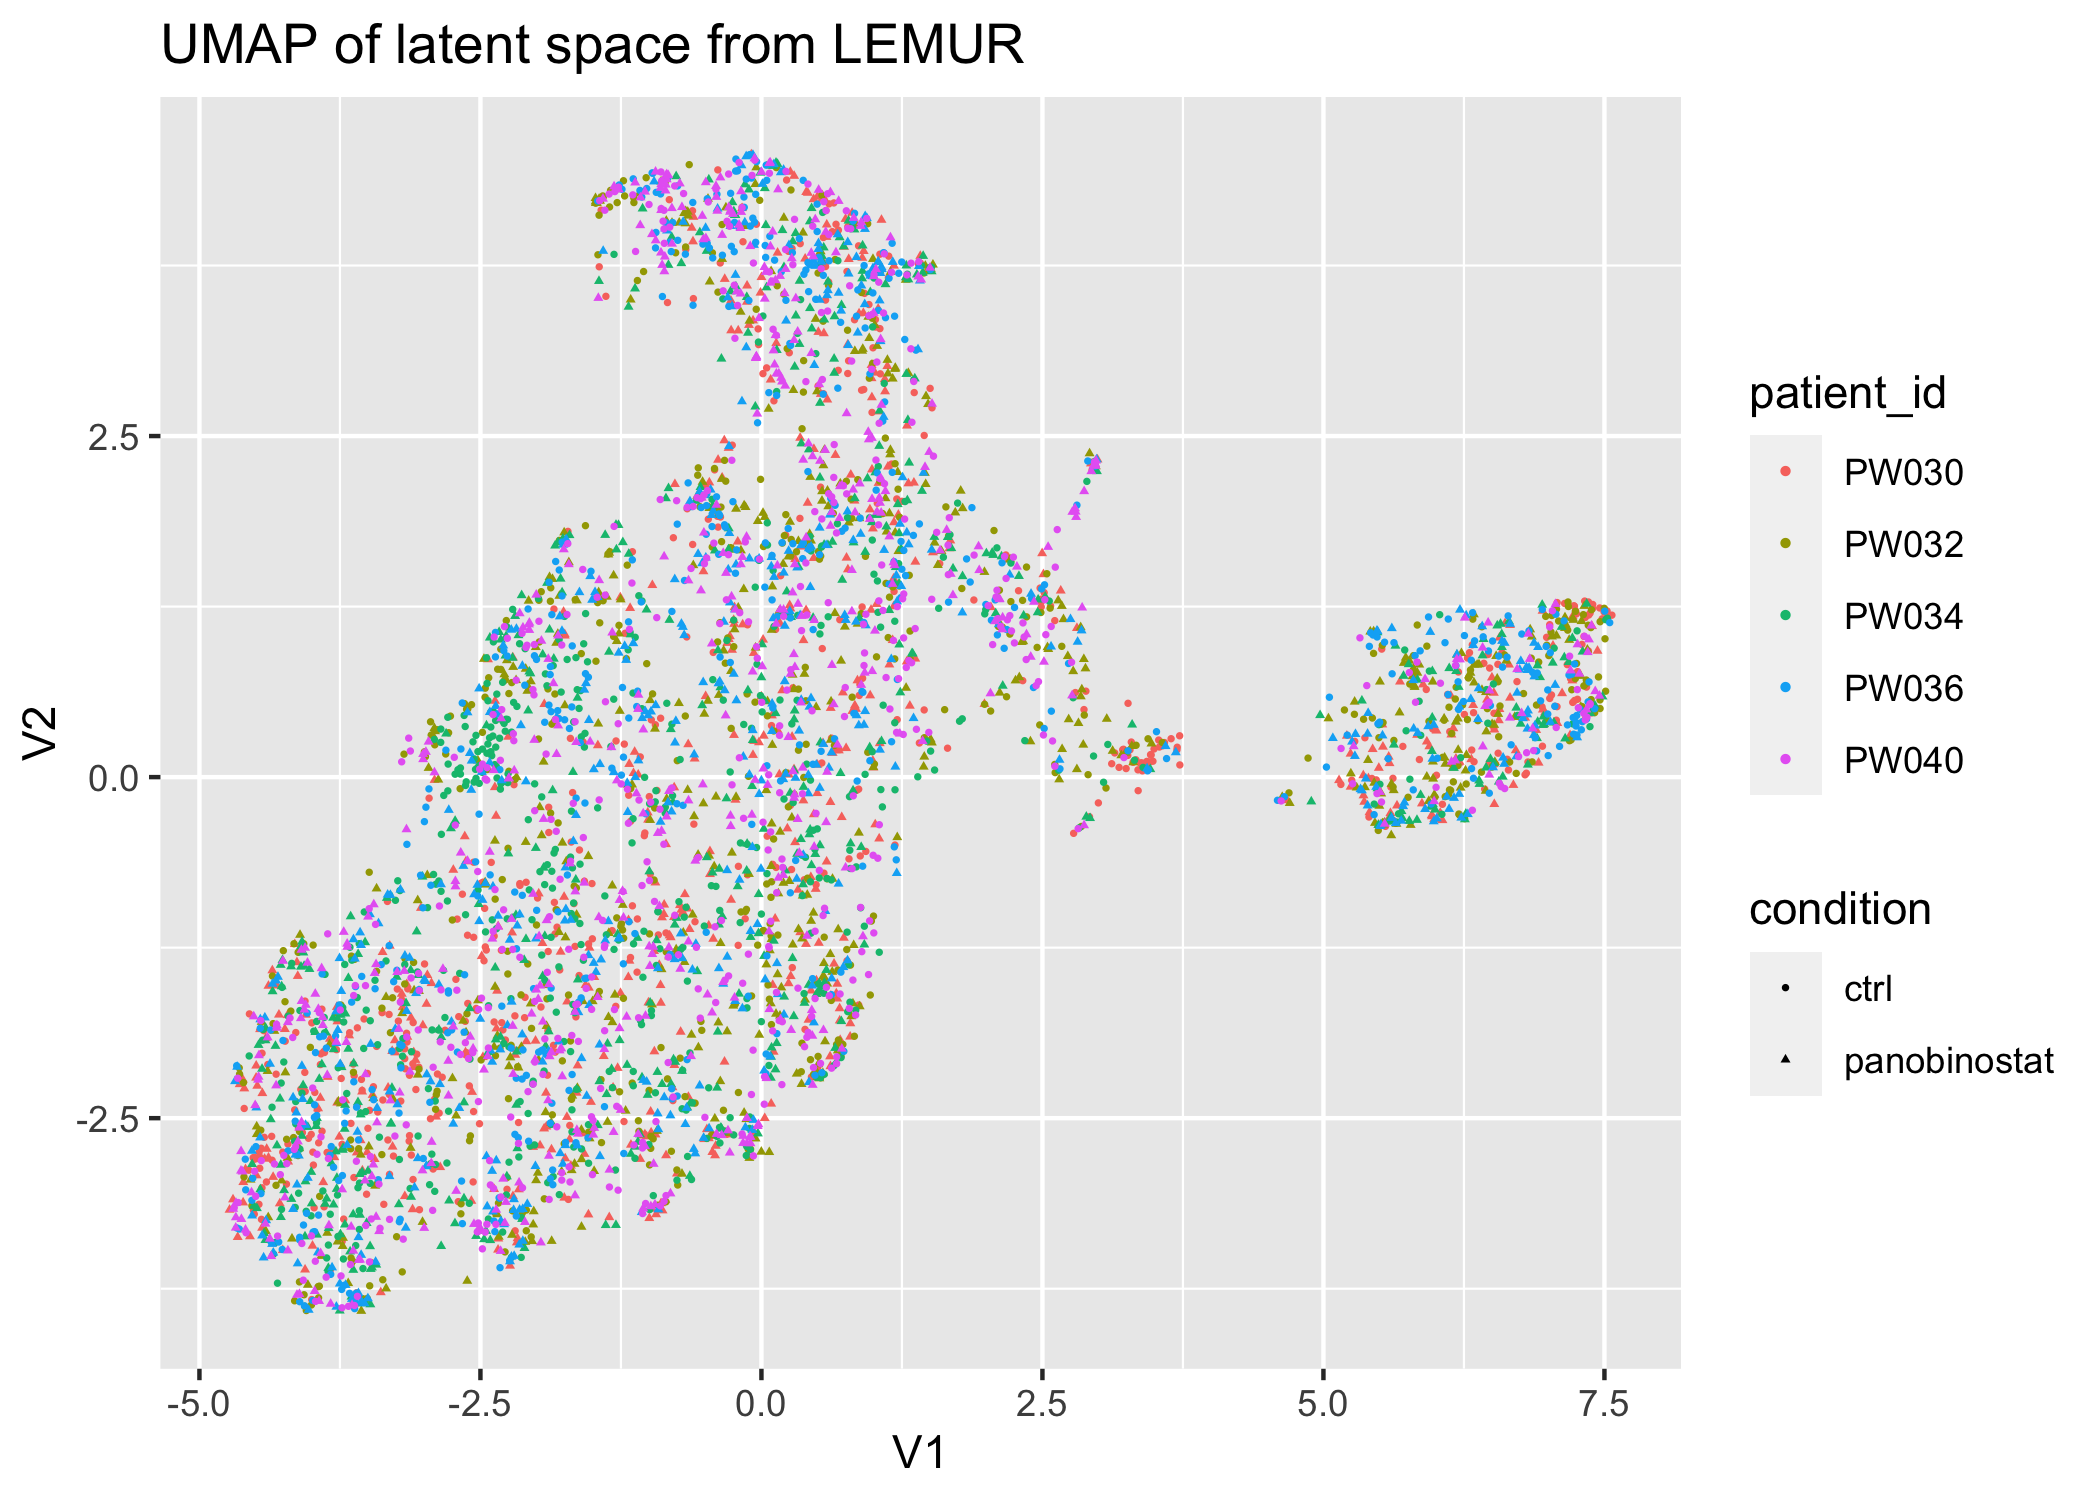 UMAP of latent space from LEMUR
V2
2.5
0.0
-2.5
-5.0
-2.5
0.0
2.5
5.0
7.5
V1
patient_id
PW030
PW032
PW034
PW036
PW040
condition
ctrl
panobinostat